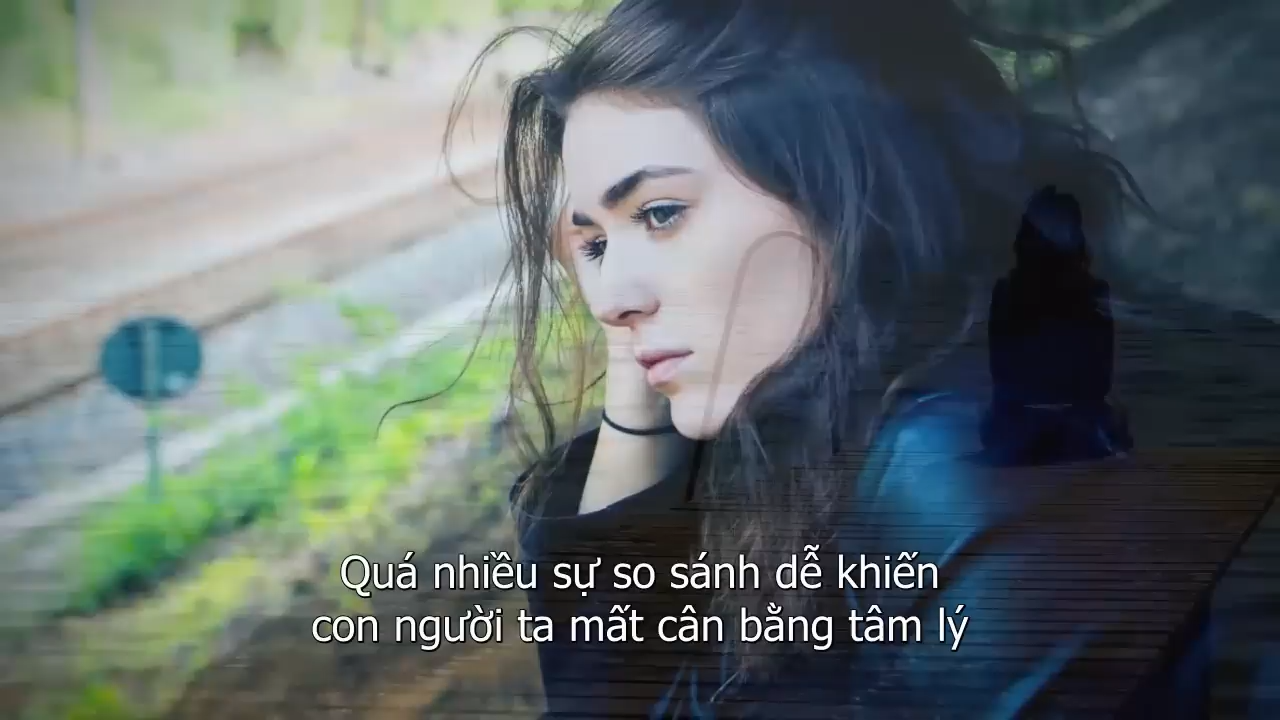 Quá nhiều sự so sánh dễ khiến
con người ta mất cân bằng tâm lý